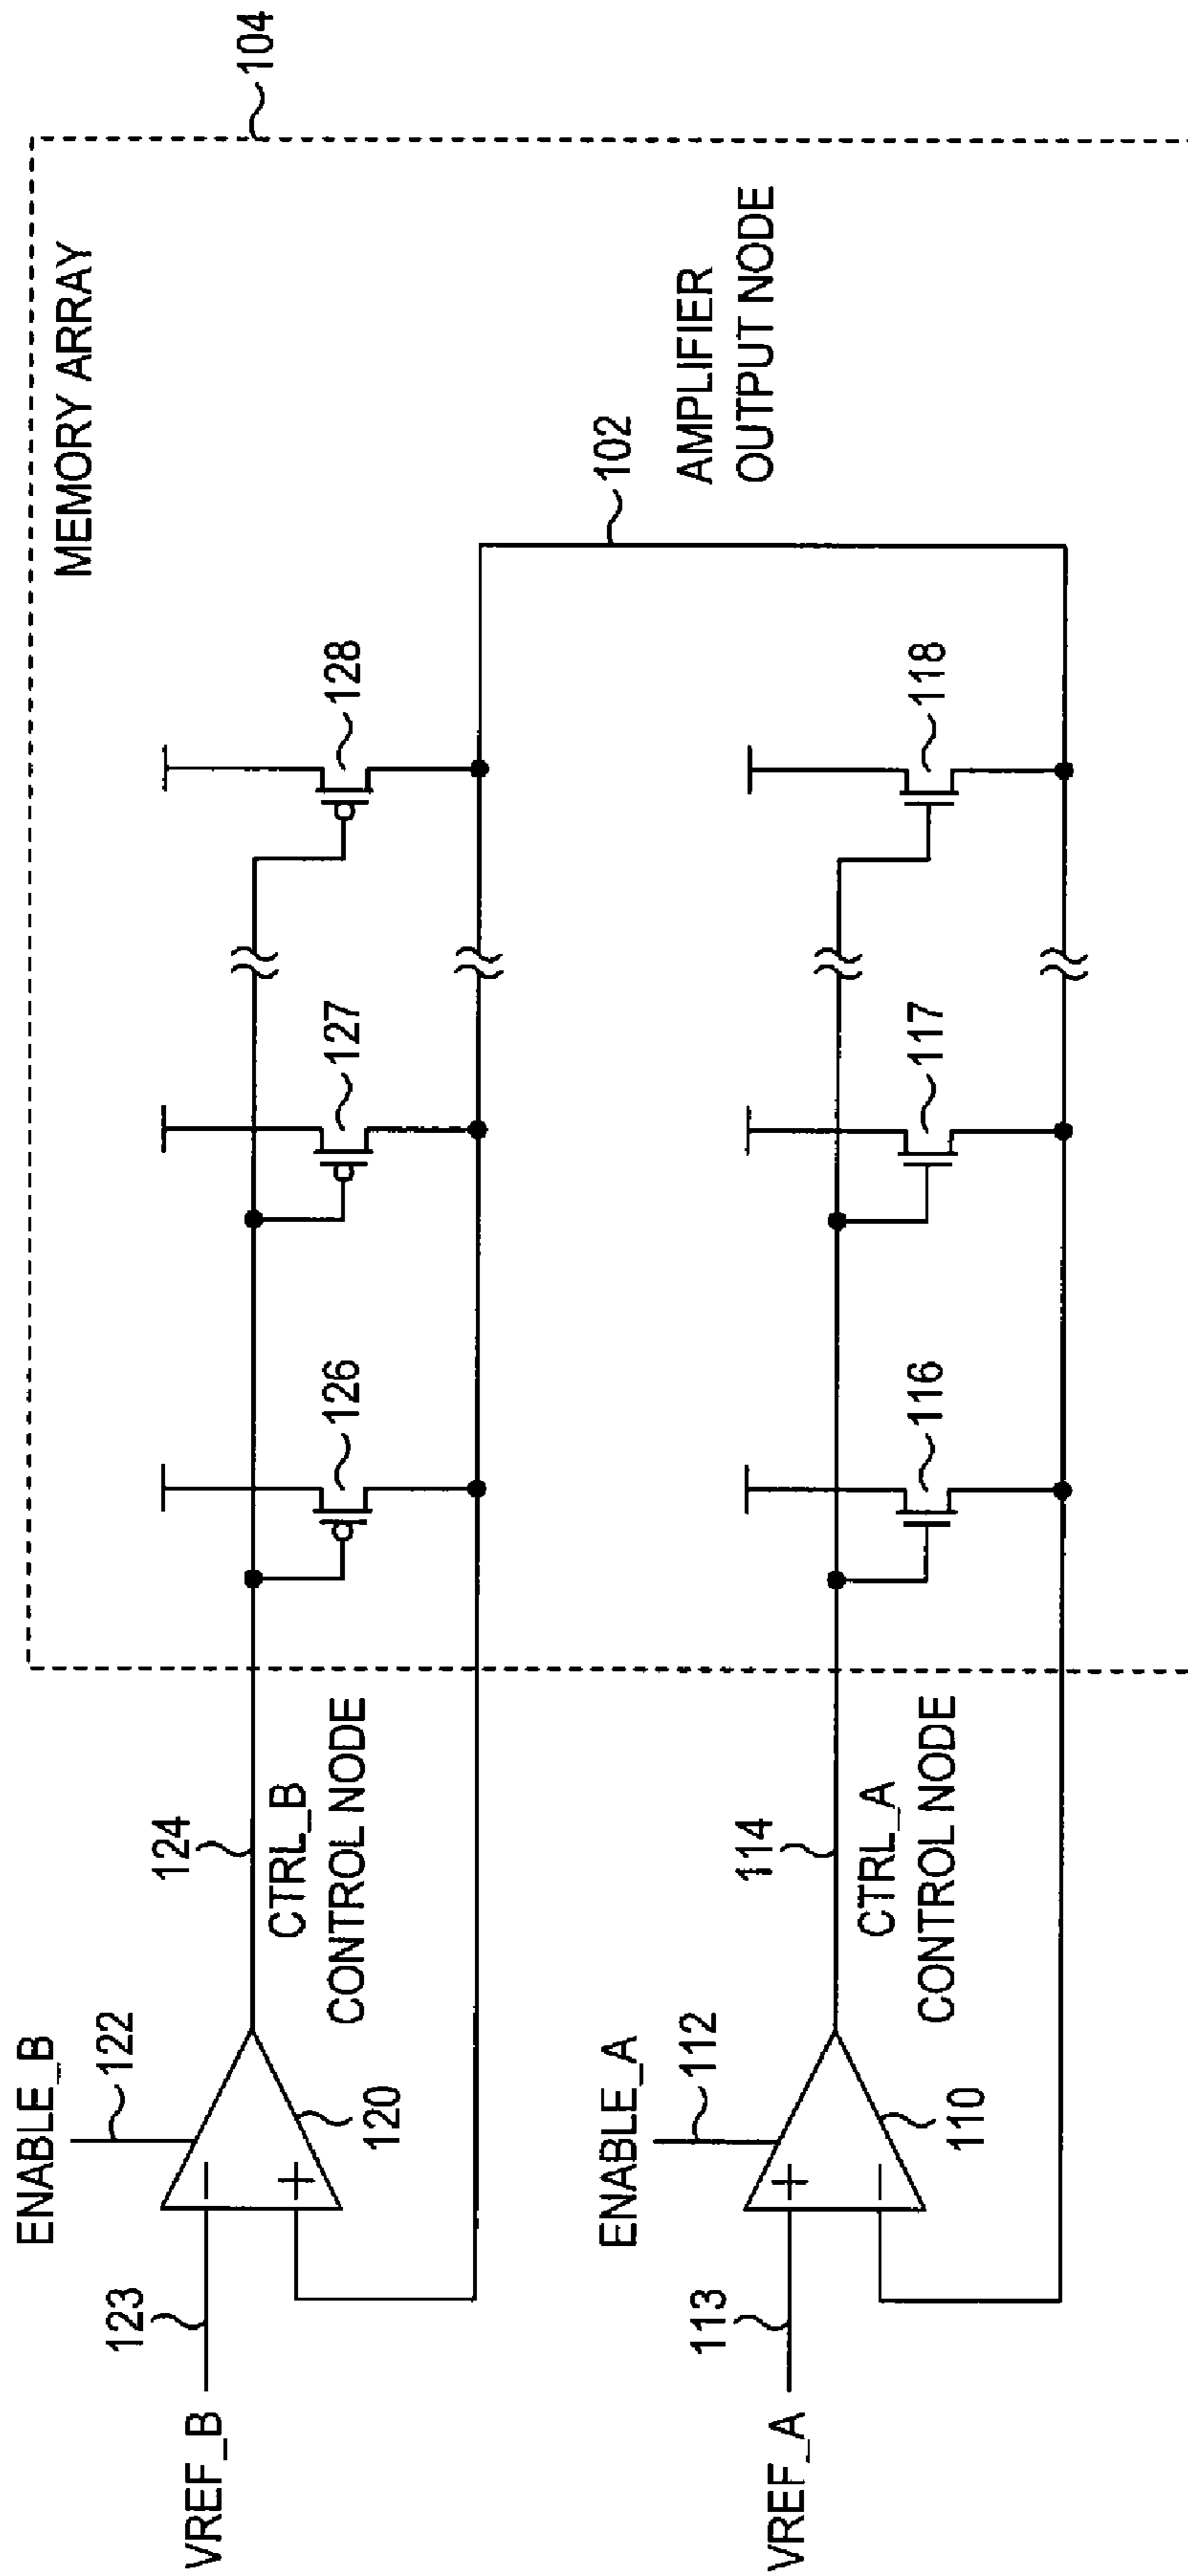 104
MEMORY ARRAY
ENABLE_B
122
124
126
127
128
123
VREF_B
120
CTRL_B
CONTROL NODE
102
AMPLIFIER
OUTPUT NODE
ENABLE_A
112
114
116
117
118
113
VREF_A
110
CTRL_A
CONTROL NODE
− +
+ −